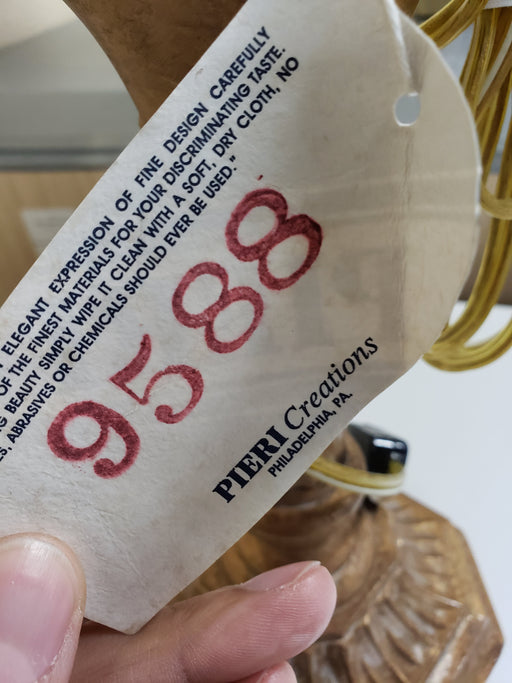 ELEGANT EXPRESSION OF FINE DESIGN CAREFULLY
OF THE FINEST MATERIALS FOR YOUR DISCRIMINATING TASTE.
BEAUTY SIMPLY WIPE IT CLEAN WITH A SOFT, DRY CLOTH, NO
ABRASIVES OR CHEMICALS SHOULD EVER BE USED."
9588
PIERI Creations
PHILADELPHIA, PA.